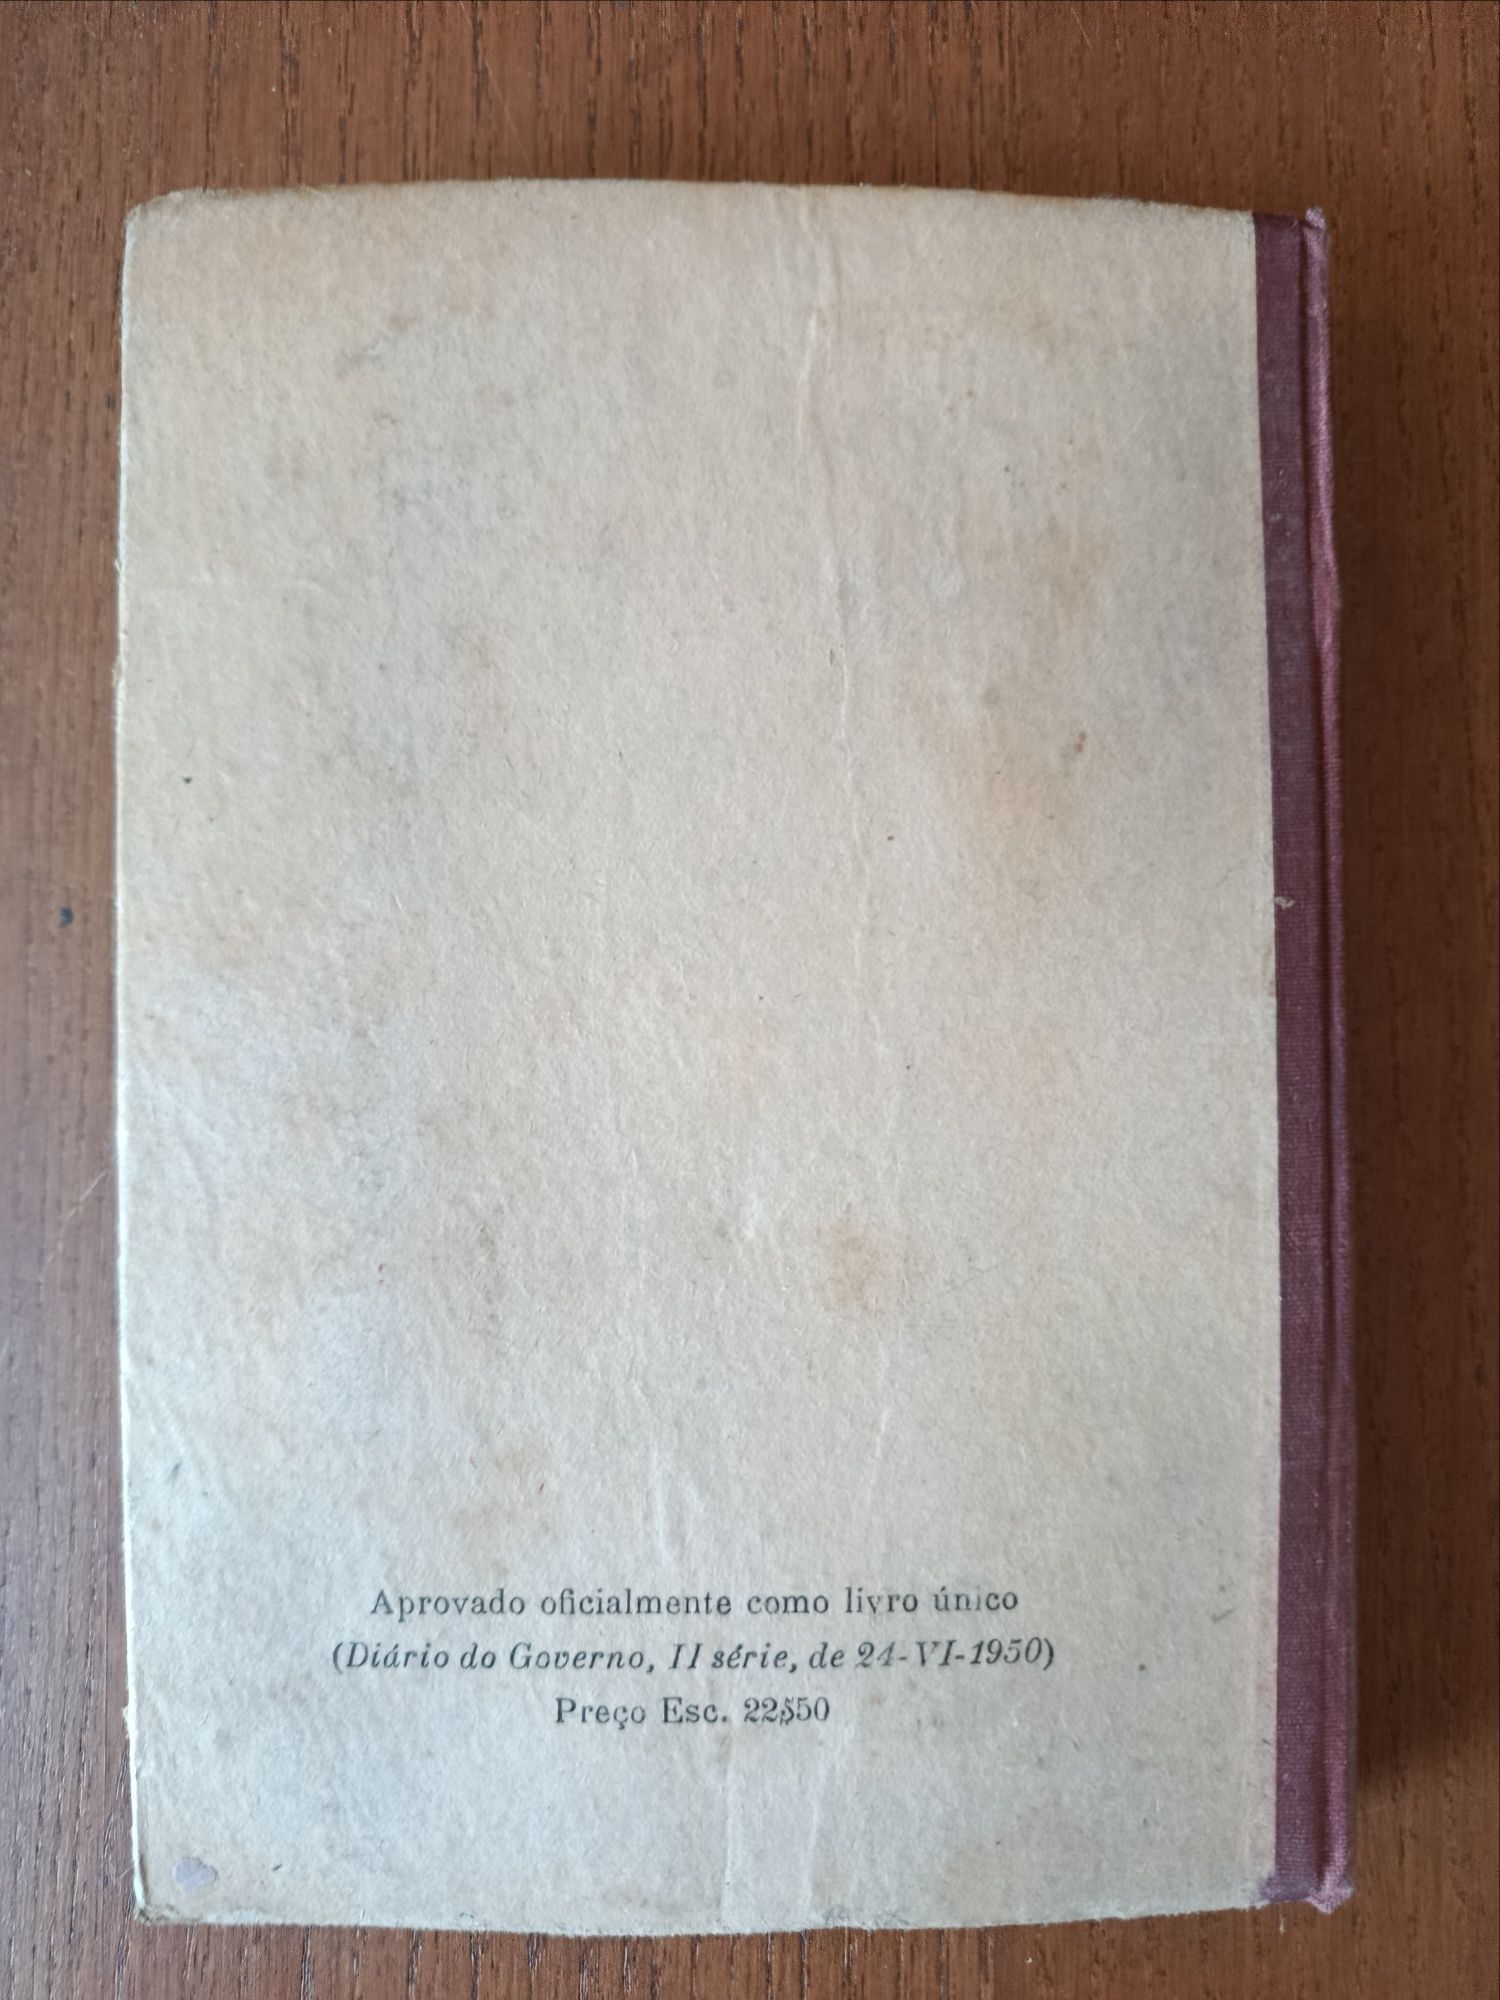 Aprovado oficialmente como livro único
(Diário do Governo, II série, de 24-VI-1950)
Preço Esc. 22$50